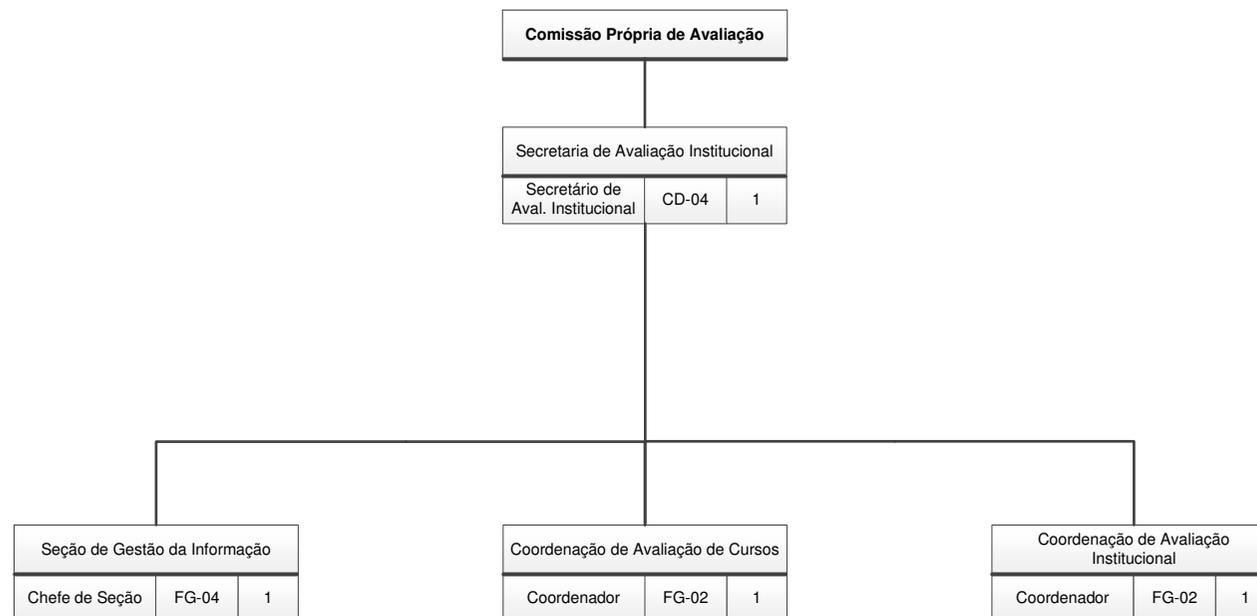 Comissão Própria de Avaliação
Secretaria de Avaliação Institucional
Secretário de
Aval. Institucional
CD-04
1
Seção de Gestão da Informação
Chefe de Seção
FG-04
1
Coordenação de Avaliação de Cursos
Coordenador
FG-02
1
Coordenação de Avaliação
Institucional
Coordenador
FG-02
1